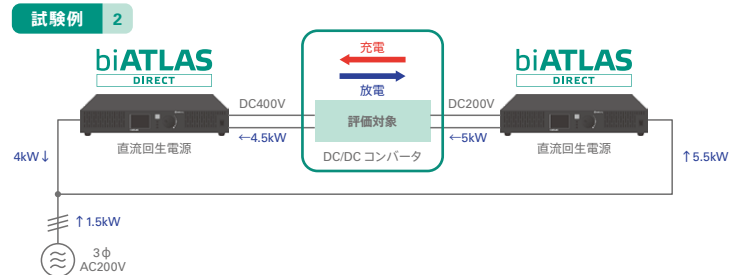 試験例 2
biATLAS
DIRECT
充電
放電
biATLAS
DIRECT
DC400V
評価対象
DC200V
←4.5kW
←5kW
直流回生電源
DC/DC コンバータ
直流回生電源
4kW↓
↑5.5kW
↑1.5kW
3φ
AC200V